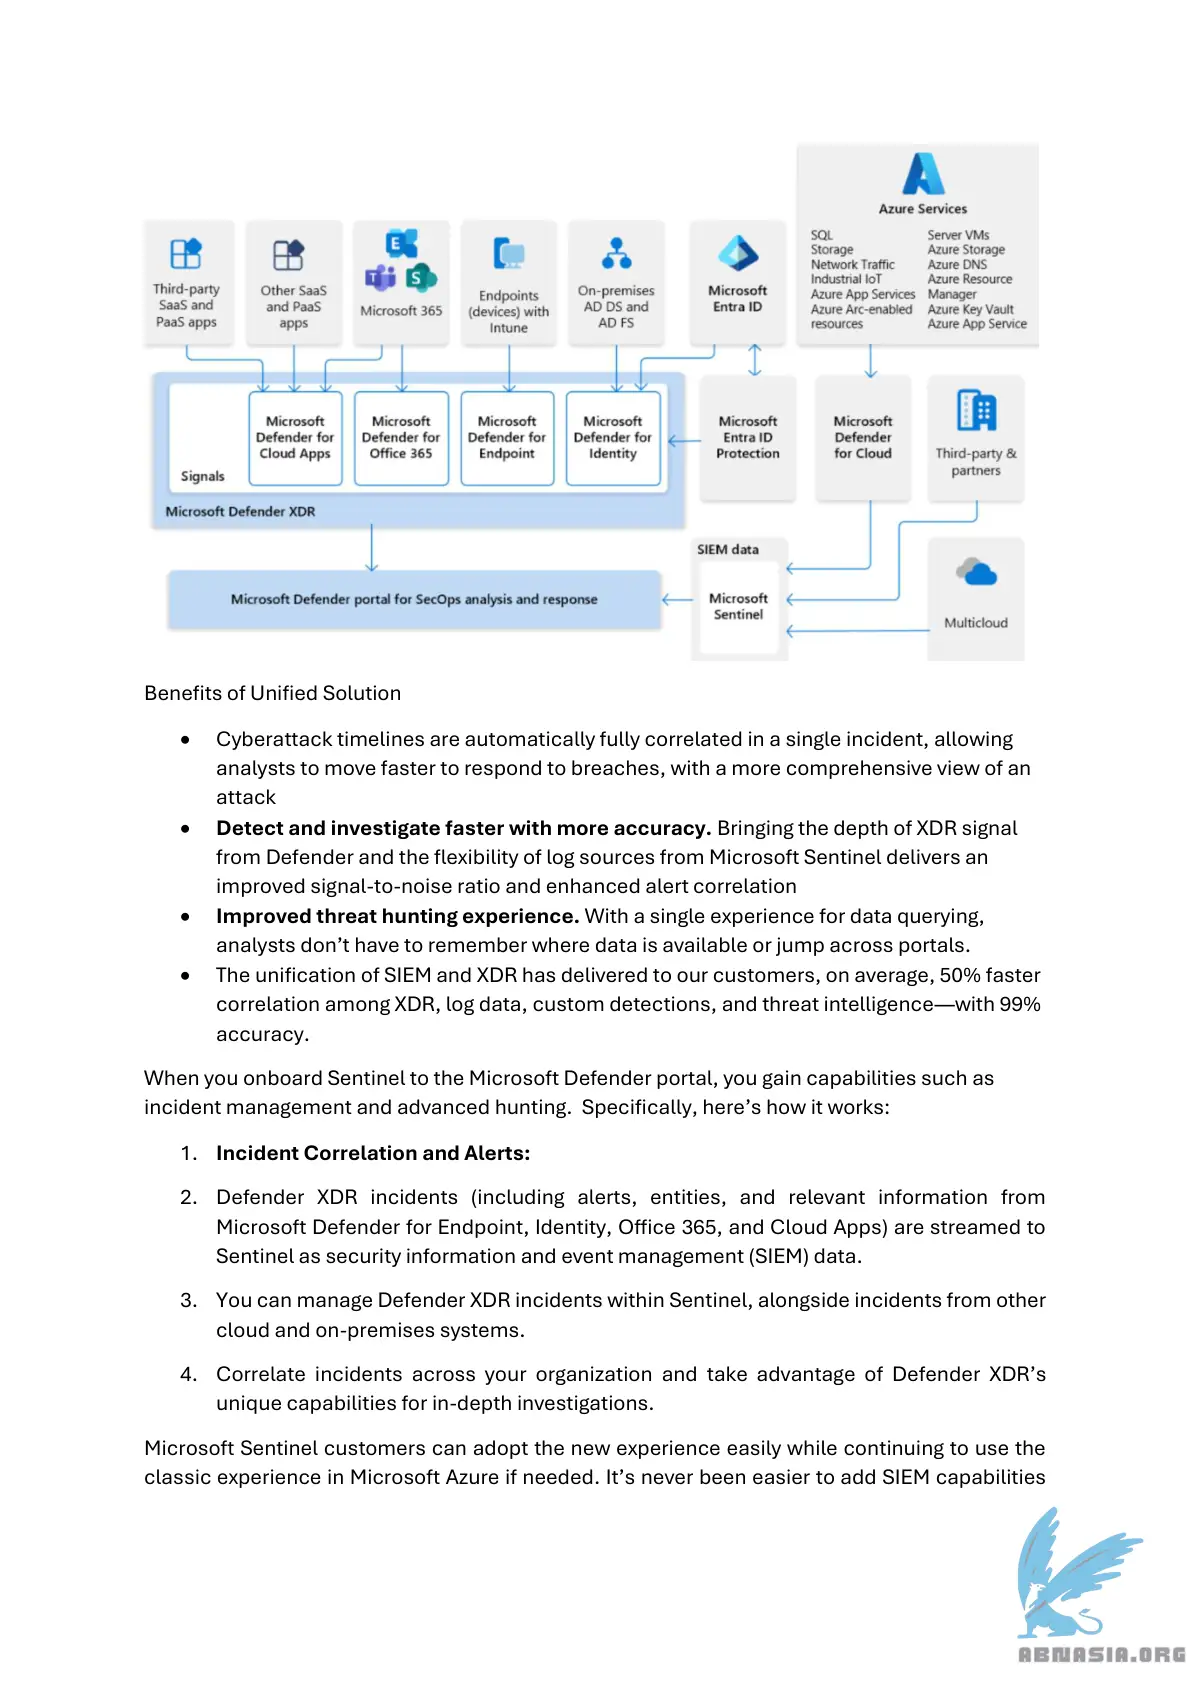 Azure Services
SQL
Storage
Network Traffic
Industrial IoT
Azure App Services
Azure Arc-enabled
resources
Server VMs
Azure Storage
Azure DNS
Azure Resource
Manager
Azure Key Vault
Azure App Service
Third-party
SaaS and
PaaS apps
Other SaaS
and PaaS
apps
E
T
S
Microsoft 365
Endpoints
(devices) with
Intune
On-premises
AD DS and
AD FS
Microsoft
Entra ID
Signals
Microsoft
Defender for
Cloud Apps
Microsoft
Defender for
Office 365
Microsoft
Defender for
Endpoint
Microsoft
Defender for
Identity
Microsoft Defender XDR
Microsoft
Entra ID
Protection
Microsoft
Defender
for Cloud
Third-party &
partners
SIEM data
Microsoft
Sentinel
Multicloud
Microsoft Defender portal for SecOps analysis and response
Benefits of Unified Solution
• Cyberattack timelines are automatically fully correlated in a single incident, allowing
analysts to move faster to respond to breaches, with a more comprehensive view of an
attack
• Detect and investigate faster with more accuracy. Bringing the depth of XDR signal
from Defender and the flexibility of log sources from Microsoft Sentinel delivers an
improved signal-to-noise ratio and enhanced alert correlation
• Improved threat hunting experience. With a single experience for data querying,
analysts don’t have to remember where data is available or jump across portals.
• The unification of SIEM and XDR has delivered to our customers, on average, 50% faster
correlation among XDR, log data, custom detections, and threat intelligence—with 99%
accuracy.
When you onboard Sentinel to the Microsoft Defender portal, you gain capabilities such as
incident management and advanced hunting.  Specifically, here’s how it works:
1. Incident Correlation and Alerts:
2. Defender XDR incidents (including alerts, entities, and relevant information from
Microsoft Defender for Endpoint, Identity, Office 365, and Cloud Apps) are streamed to
Sentinel as security information and event management (SIEM) data.
3. You can manage Defender XDR incidents within Sentinel, alongside incidents from other
cloud and on-premises systems.
4. Correlate incidents across your organization and take advantage of Defender XDR’s
unique capabilities for in-depth investigations.
Microsoft Sentinel customers can adopt the new experience easily while continuing to use the
classic experience in Microsoft Azure if needed. It’s never been easier to add SIEM capabilities
ABNASIA.ORG